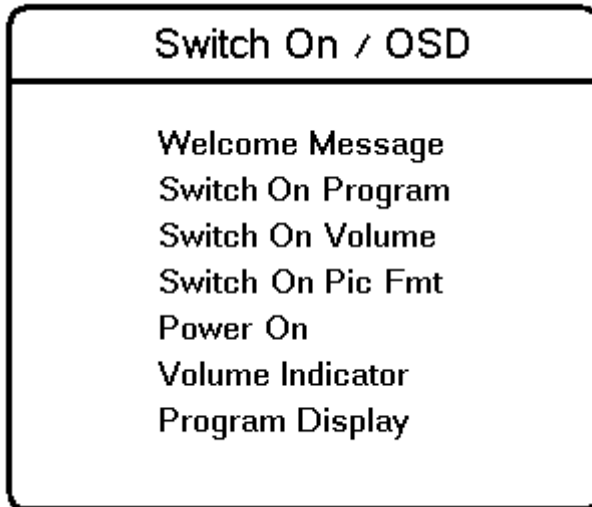 Switch On / OSD
Welcome Message
Switch On Program
Switch On Volume
Switch On Pic Fmt
Power On
Volume Indicator
Program Display